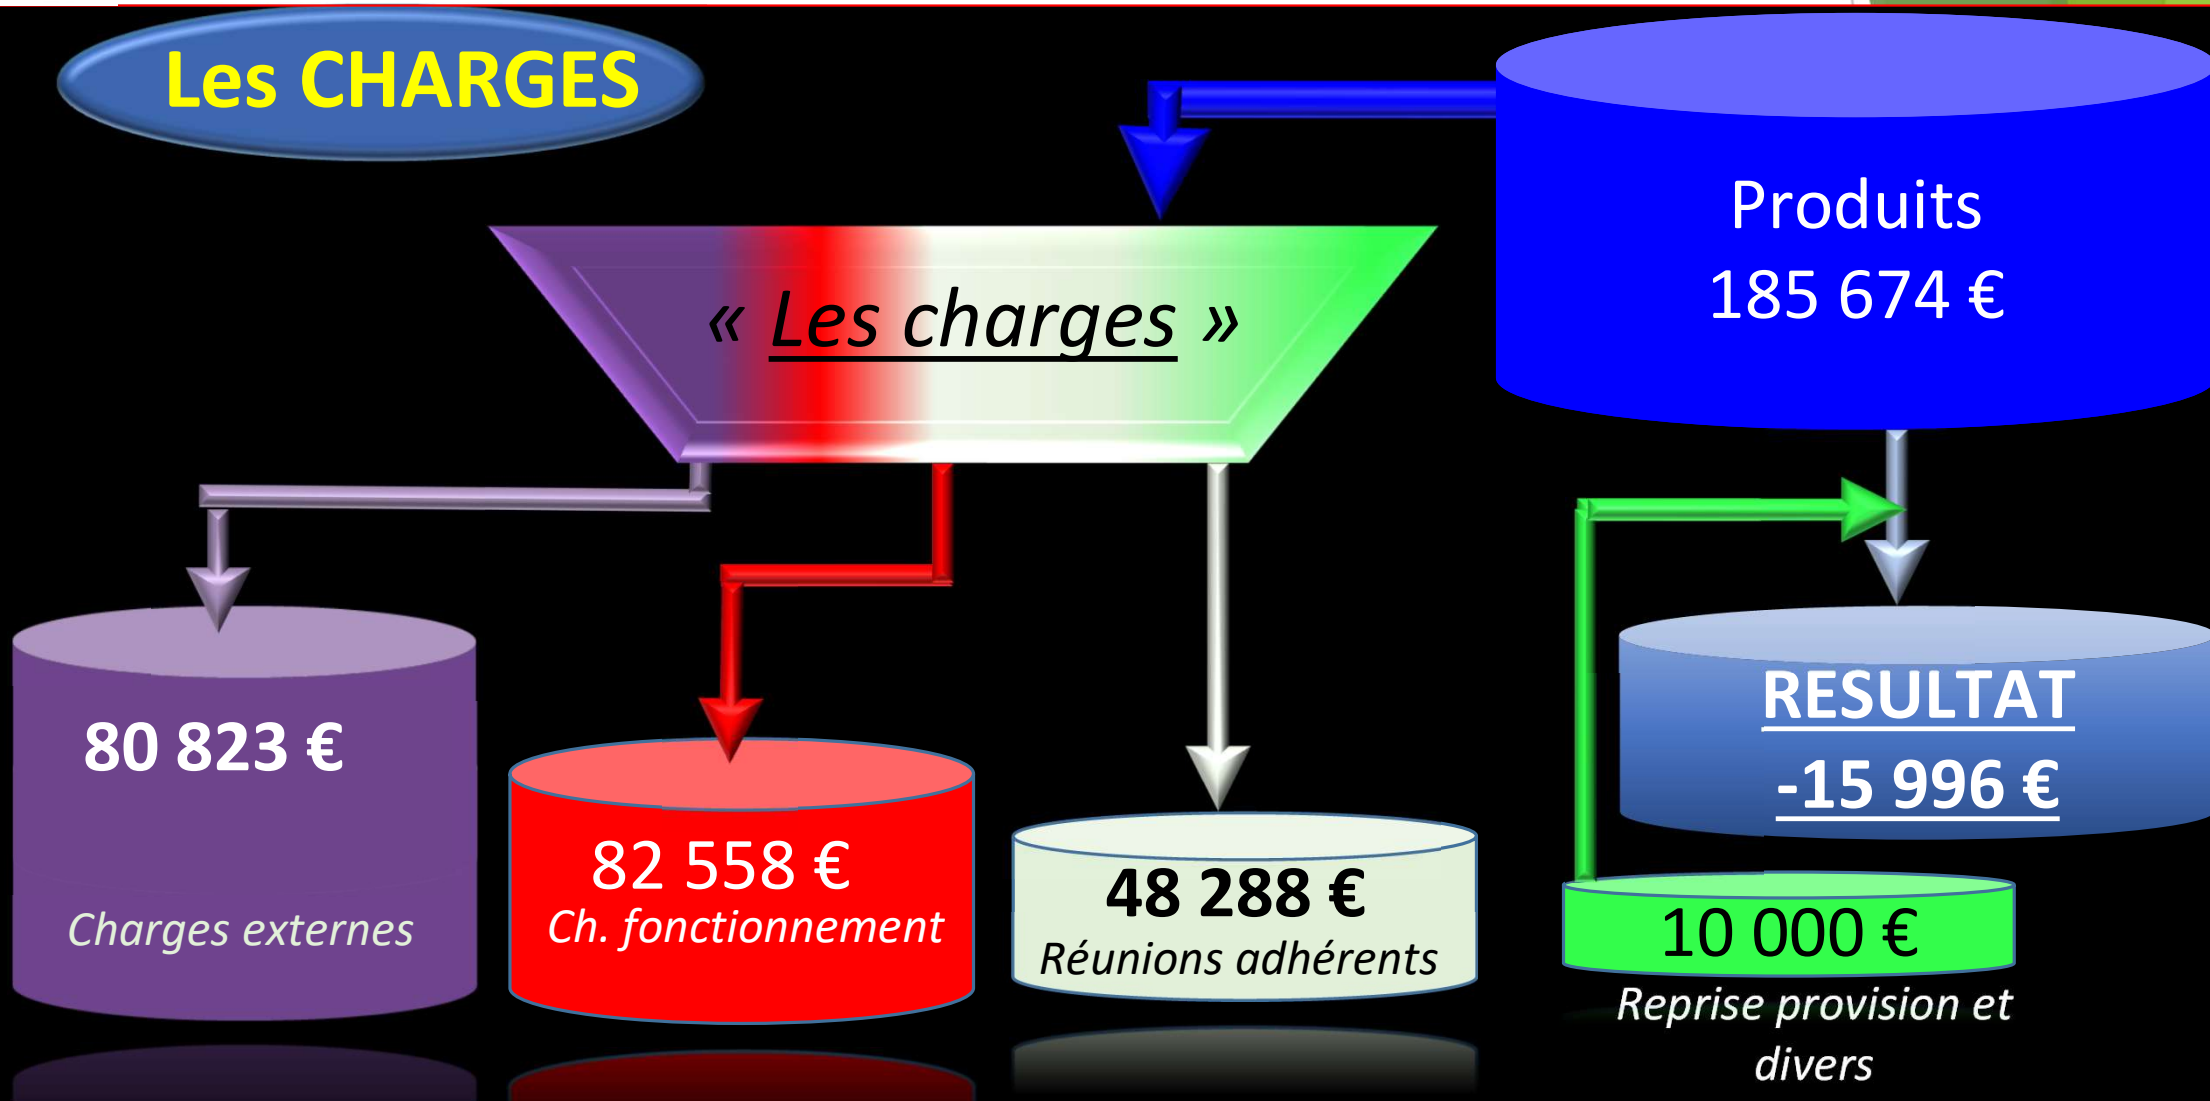 Les CHARGES
Produits
185 674 €
« Les charges »
80 823 €
Charges externes
82 558 €
Ch. fonctionnement
48 288 €
Réunions adhérents
RESULTAT
-15 996 €
10 000 €
Reprise provision et
divers